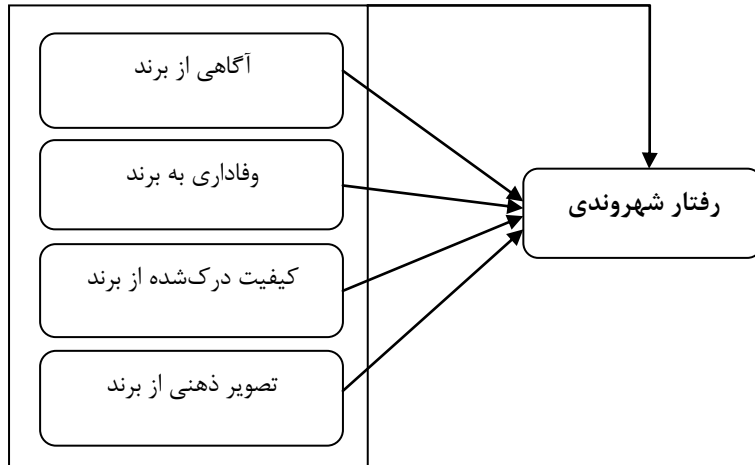 آگاهی از برند
وفاداری به برند
کیفیت درک‌شده از برند
تصویر ذهنی از برند
رفتار شهروندی